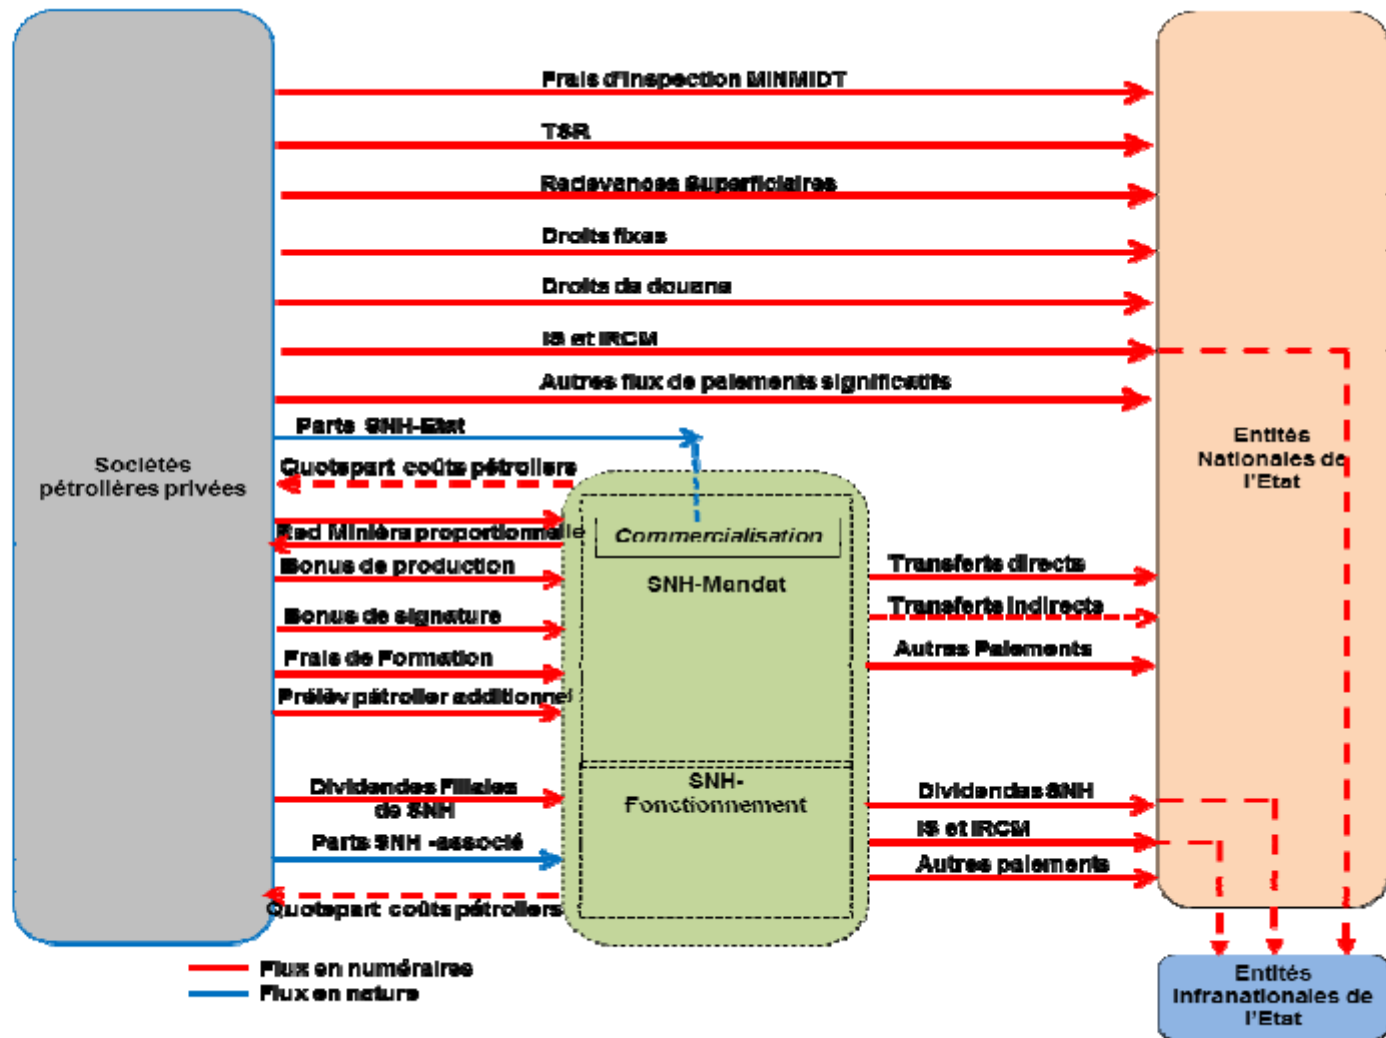 Frais d'Inspection MINMIDT
TSR
Redevances Superficiaires
Droits fixes
Droits de douane
IS et IRCM
Autres flux de paiements significatifs
Parts SNH-Etat
Sociétés
pétrolières privées
Entités
Nationales de
l'Etat
Quotepart coûts pétroliers
Red Minièra proportionnelle
Commercialisation
Bonus de production
SNH-Mandat
Transferts directs
Bonus de signature
Transferts indirects
Frais de Formation
Autres Paiements
Prélèv pétrolier additionnel
Dividendes Filiales
de SNH
SNH-
Fonctionnement
Dividendes SNH
Parts SNH -associé
IS et IRCM
Autres paiements
Quotepart coûts pétroliers
Flux en numéraires
Flux en nature
Entités
Infranationales de
l'Etat